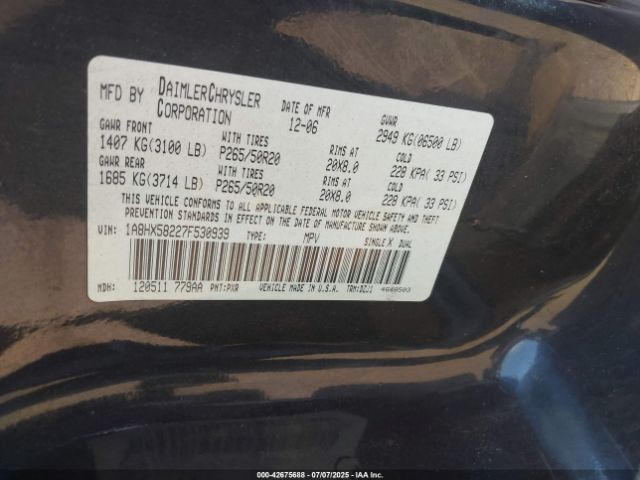 MFD BY DAIMLERCHRYSLER CORPORATION DATE OF MFR 12-06 GVWR 2949 KG(06500 LB)
GAWR FRONT WITH TIRES RIMS AT COLD
1407 KG(3100 LB) P265/50R20 20X8.0 228 KPA( 33 PSI)
GAWR REAR WITH TIRES RIMS AT COLD
1685 KG(3714 LB) P265/50R20 20X8.0 228 KPA( 33 PSI)
THIS VEHICLE CONFORMS TO ALL APPLICABLE FEDERAL MOTOR VEHICLE SAFETY AND THEFT
PREVENTION STANDARDS IN EFFECT ON THE DATE OF MANUFACTURE SHOWN ABOVE.
VIN: 1A8HX58227F530939 TYPE: MPV SINGLE X DUAL
MDH: 120511 779AA PNT:PXR VEHICLE MADE IN U.S.A.
000-42675688 | 07/07/2025 - IAA Inc.